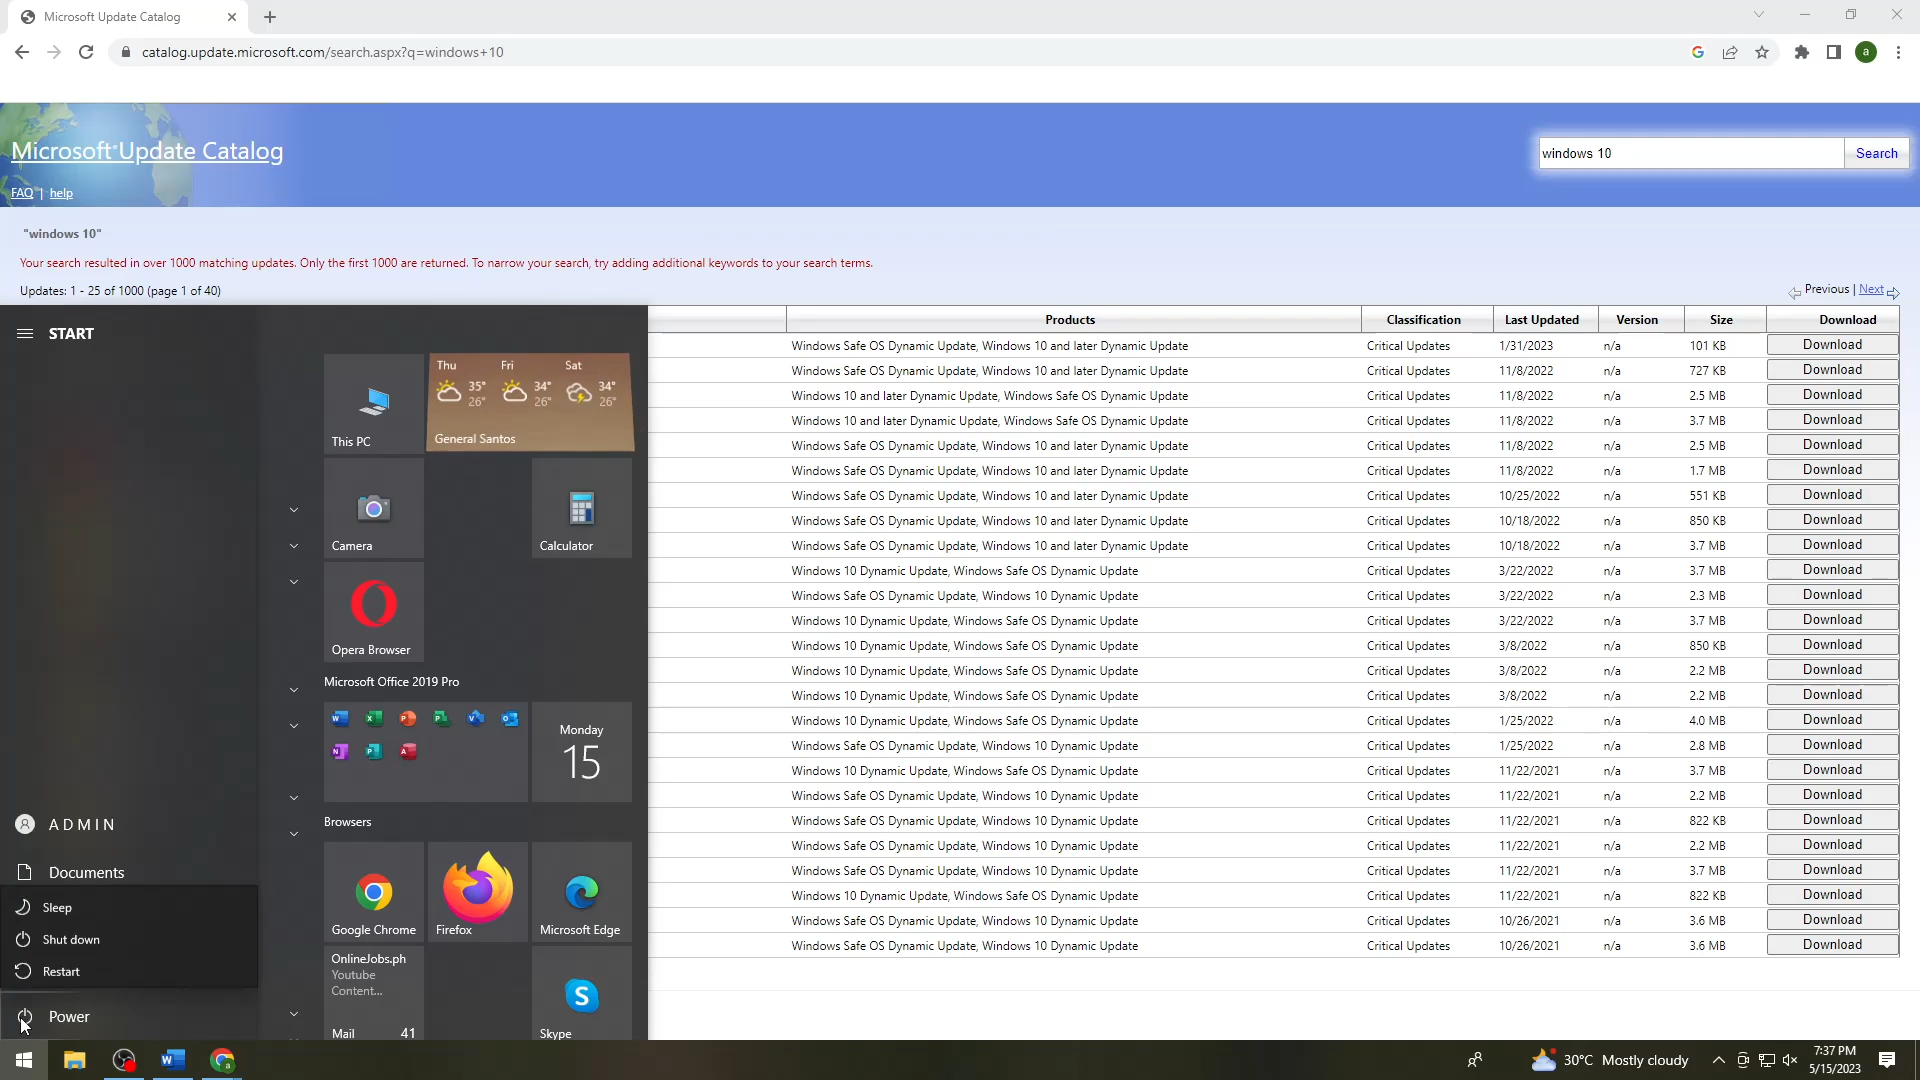 Microsoft Update Catalog
catalog.update.microsoft.com/search.aspx?q=windows+10
a
Microsoft Update Catalog
FAQ | help
windows 10
Search
"windows 10"
Your search resulted in over 1000 matching updates. Only the first 1000 are returned. To narrow your search, try adding additional keywords to your search terms.
Updates: 1 - 25 of 1000 (page 1 of 40)
Previous | Next
Products Classification Last Updated Version Size Download
Windows Safe OS Dynamic Update, Windows 10 and later Dynamic Update Critical Updates 1/31/2023 n/a 101 KB Download
Windows Safe OS Dynamic Update, Windows 10 and later Dynamic Update Critical Updates 11/8/2022 n/a 727 KB Download
Windows 10 and later Dynamic Update, Windows Safe OS Dynamic Update Critical Updates 11/8/2022 n/a 2.5 MB Download
Windows 10 and later Dynamic Update, Windows Safe OS Dynamic Update Critical Updates 11/8/2022 n/a 3.7 MB Download
Windows Safe OS Dynamic Update, Windows 10 and later Dynamic Update Critical Updates 11/8/2022 n/a 2.5 MB Download
Windows Safe OS Dynamic Update, Windows 10 and later Dynamic Update Critical Updates 11/8/2022 n/a 1.7 MB Download
Windows Safe OS Dynamic Update, Windows 10 and later Dynamic Update Critical Updates 10/25/2022 n/a 551 KB Download
Windows Safe OS Dynamic Update, Windows 10 and later Dynamic Update Critical Updates 10/18/2022 n/a 850 KB Download
Windows Safe OS Dynamic Update, Windows 10 and later Dynamic Update Critical Updates 10/18/2022 n/a 3.7 MB Download
Windows 10 Dynamic Update, Windows Safe OS Dynamic Update Critical Updates 3/22/2022 n/a 3.7 MB Download
Windows Safe OS Dynamic Update, Windows 10 Dynamic Update Critical Updates 3/22/2022 n/a 2.3 MB Download
Windows 10 Dynamic Update, Windows Safe OS Dynamic Update Critical Updates 3/22/2022 n/a 3.7 MB Download
Windows 10 Dynamic Update, Windows Safe OS Dynamic Update Critical Updates 3/8/2022 n/a 850 KB Download
Windows 10 Dynamic Update, Windows Safe OS Dynamic Update Critical Updates 3/8/2022 n/a 2.2 MB Download
Windows 10 Dynamic Update, Windows Safe OS Dynamic Update Critical Updates 3/8/2022 n/a 2.2 MB Download
Windows 10 Dynamic Update, Windows Safe OS Dynamic Update Critical Updates 1/25/2022 n/a 4.0 MB Download
Windows Safe OS Dynamic Update, Windows 10 Dynamic Update Critical Updates 1/25/2022 n/a 2.8 MB Download
Windows 10 Dynamic Update, Windows Safe OS Dynamic Update Critical Updates 11/22/2021 n/a 3.7 MB Download
Windows Safe OS Dynamic Update, Windows 10 Dynamic Update Critical Updates 11/22/2021 n/a 2.2 MB Download
Windows Safe OS Dynamic Update, Windows 10 Dynamic Update Critical Updates 11/22/2021 n/a 822 KB Download
Windows Safe OS Dynamic Update, Windows 10 Dynamic Update Critical Updates 11/22/2021 n/a 2.2 MB Download
Windows Safe OS Dynamic Update, Windows 10 Dynamic Update Critical Updates 11/22/2021 n/a 3.7 MB Download
Windows 10 Dynamic Update, Windows Safe OS Dynamic Update Critical Updates 11/22/2021 n/a 822 KB Download
Windows Safe OS Dynamic Update, Windows 10 Dynamic Update Critical Updates 10/26/2021 n/a 3.6 MB Download
Windows Safe OS Dynamic Update, Windows 10 Dynamic Update Critical Updates 10/26/2021 n/a 3.6 MB Download
START
ADMIN
Documents
Sleep
Shut down
Restart
Power
This PC
Thu Fri Sat
35° 34° 34°
26° 26° 26°
General Santos
Camera
Calculator
Opera Browser
Microsoft Office 2019 Pro
Monday
15
Browsers
Google Chrome
Firefox
Microsoft Edge
OnlineJobs.ph
Youtube
Content...
Mail 41
Skype
30°C Mostly cloudy
7:37 PM
5/15/2023